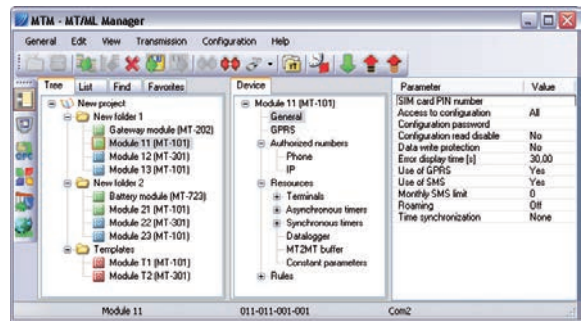 MTM - MT/ML Manager
General Edit View Transmission Configuration Help
Tree List Find Favorites
New project
New folder 1
Gateway module (MT-202)
Module 11 (MT-101)
Module 12 (MT-301)
Module 13 (MT-101)
New folder 2
Battery module (MT-723)
Module 21 (MT-101)
Module 22 (MT-301)
Module 23 (MT-101)
Templates
Module T1 (MT-101)
Module T2 (MT-301)
Device
Module 11 (MT-101)
General
GPRS
Authorized numbers
Phone
IP
Resources
Terminals
Asynchronous timers
Synchronous timers
Datalogger
MT2MT buffer
Constant parameters
Rules
Parameter Value
SIM card PIN number
Access to configuration All
Configuration password
Configuration read disable No
Data write protection No
Error display time [s] 30,00
Use of GPRS Yes
Use of SMS Yes
Monthly SMS limit 0
Roaming Off
Time synchronization None
OPC
Module 11 011-011-001-001 Com2